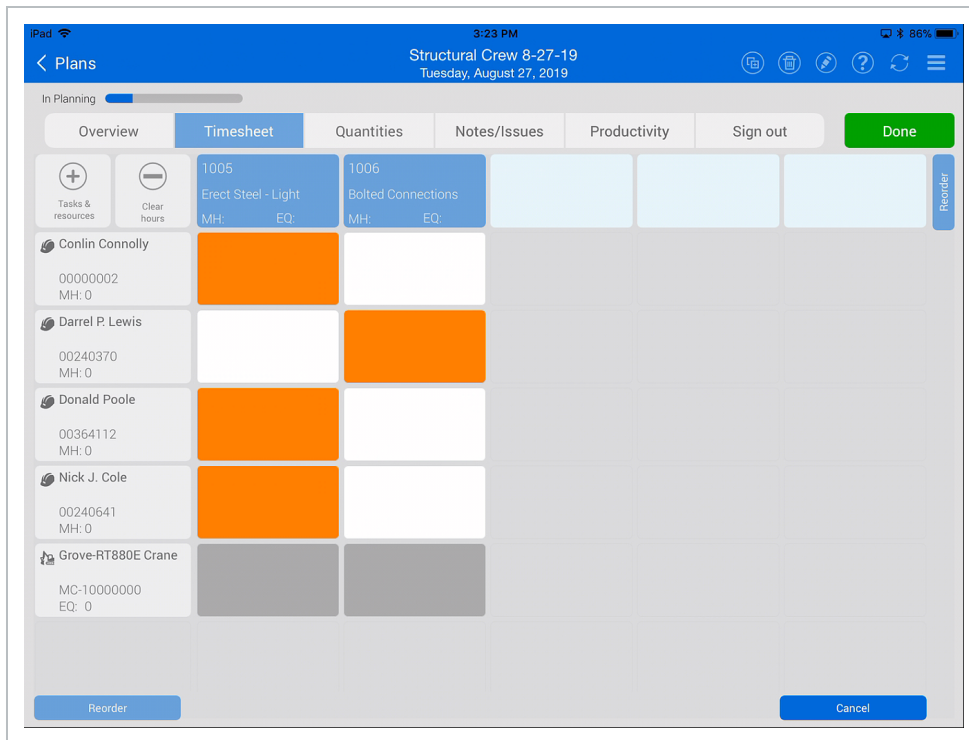 iPad 3:23 PM 86%
Plans
Structural Crew 8-27-19
Tuesday, August 27, 2019
In Planning
Overview Timesheet Quantities Notes/Issues Productivity Sign out Done
Tasks &
resources
Clear
hours
1005
Erect Steel - Light
MH: EQ:
1006
Bolted Connections
MH: EQ:
Reorder
Conlin Connolly
00000002
MH: 0
Darrel P. Lewis
00240370
MH: 0
Donald Poole
00364112
MH: 0
Nick J. Cole
00240641
MH: 0
Grove-RT880E Crane
MC-10000000
EQ: 0
Reorder
Cancel